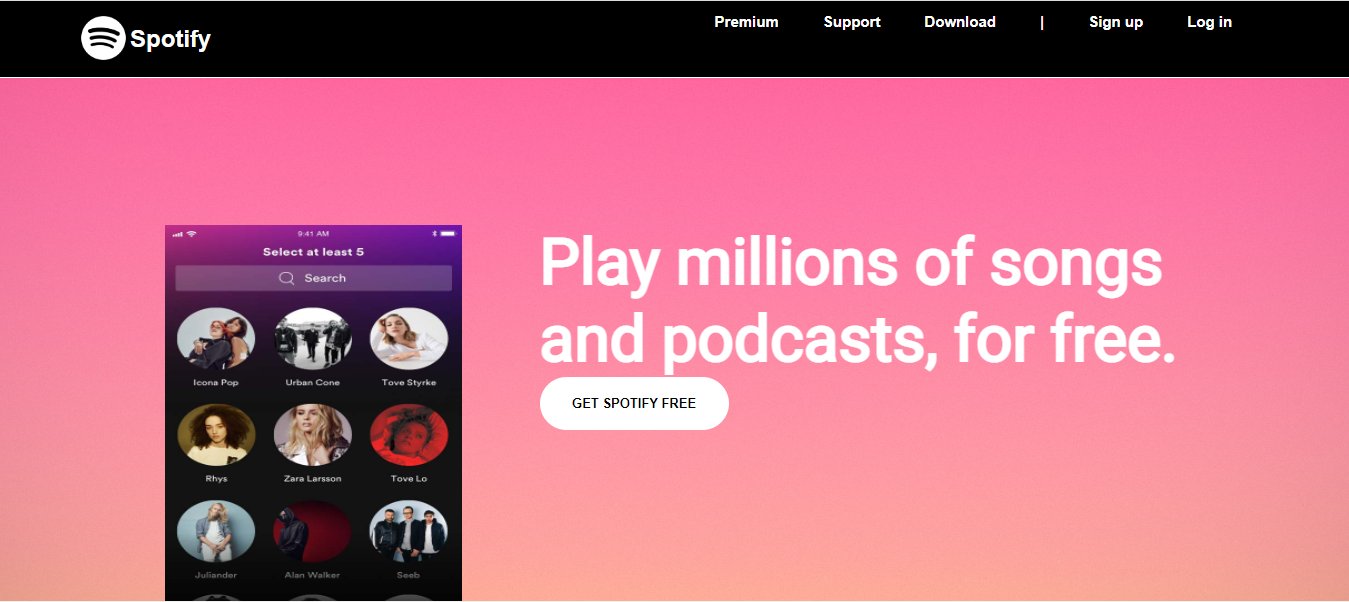 Spotify
Premium Support Download | Sign up Log in
9:41 AM
Select at least 5
Search
Icona Pop Urban Cone Tove Styrke
Rhys Zara Larsson Tove Lo
Juliander Alan Walker Seeb
Play millions of songs
and podcasts, for free.
GET SPOTIFY FREE